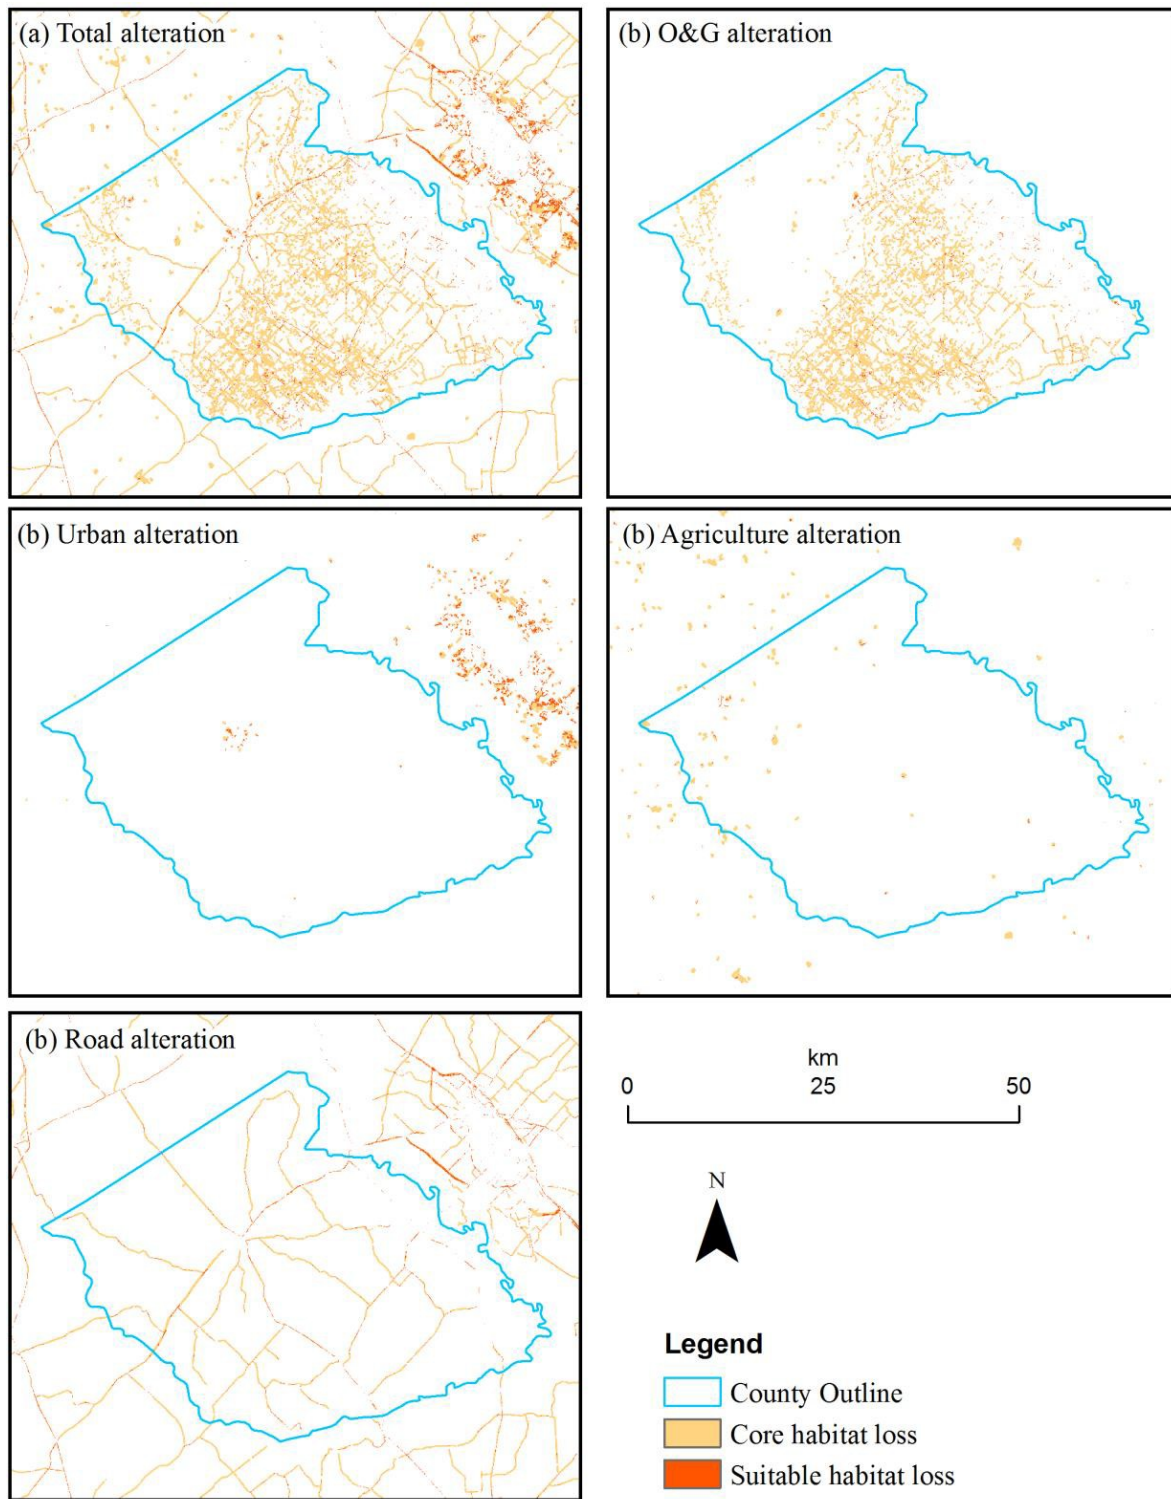 (a) Total alteration
(b) O&G alteration
(b) Urban alteration
(b) Agriculture alteration
(b) Road alteration
km
0 25 50
N
Legend
County Outline
Core habitat loss
Suitable habitat loss